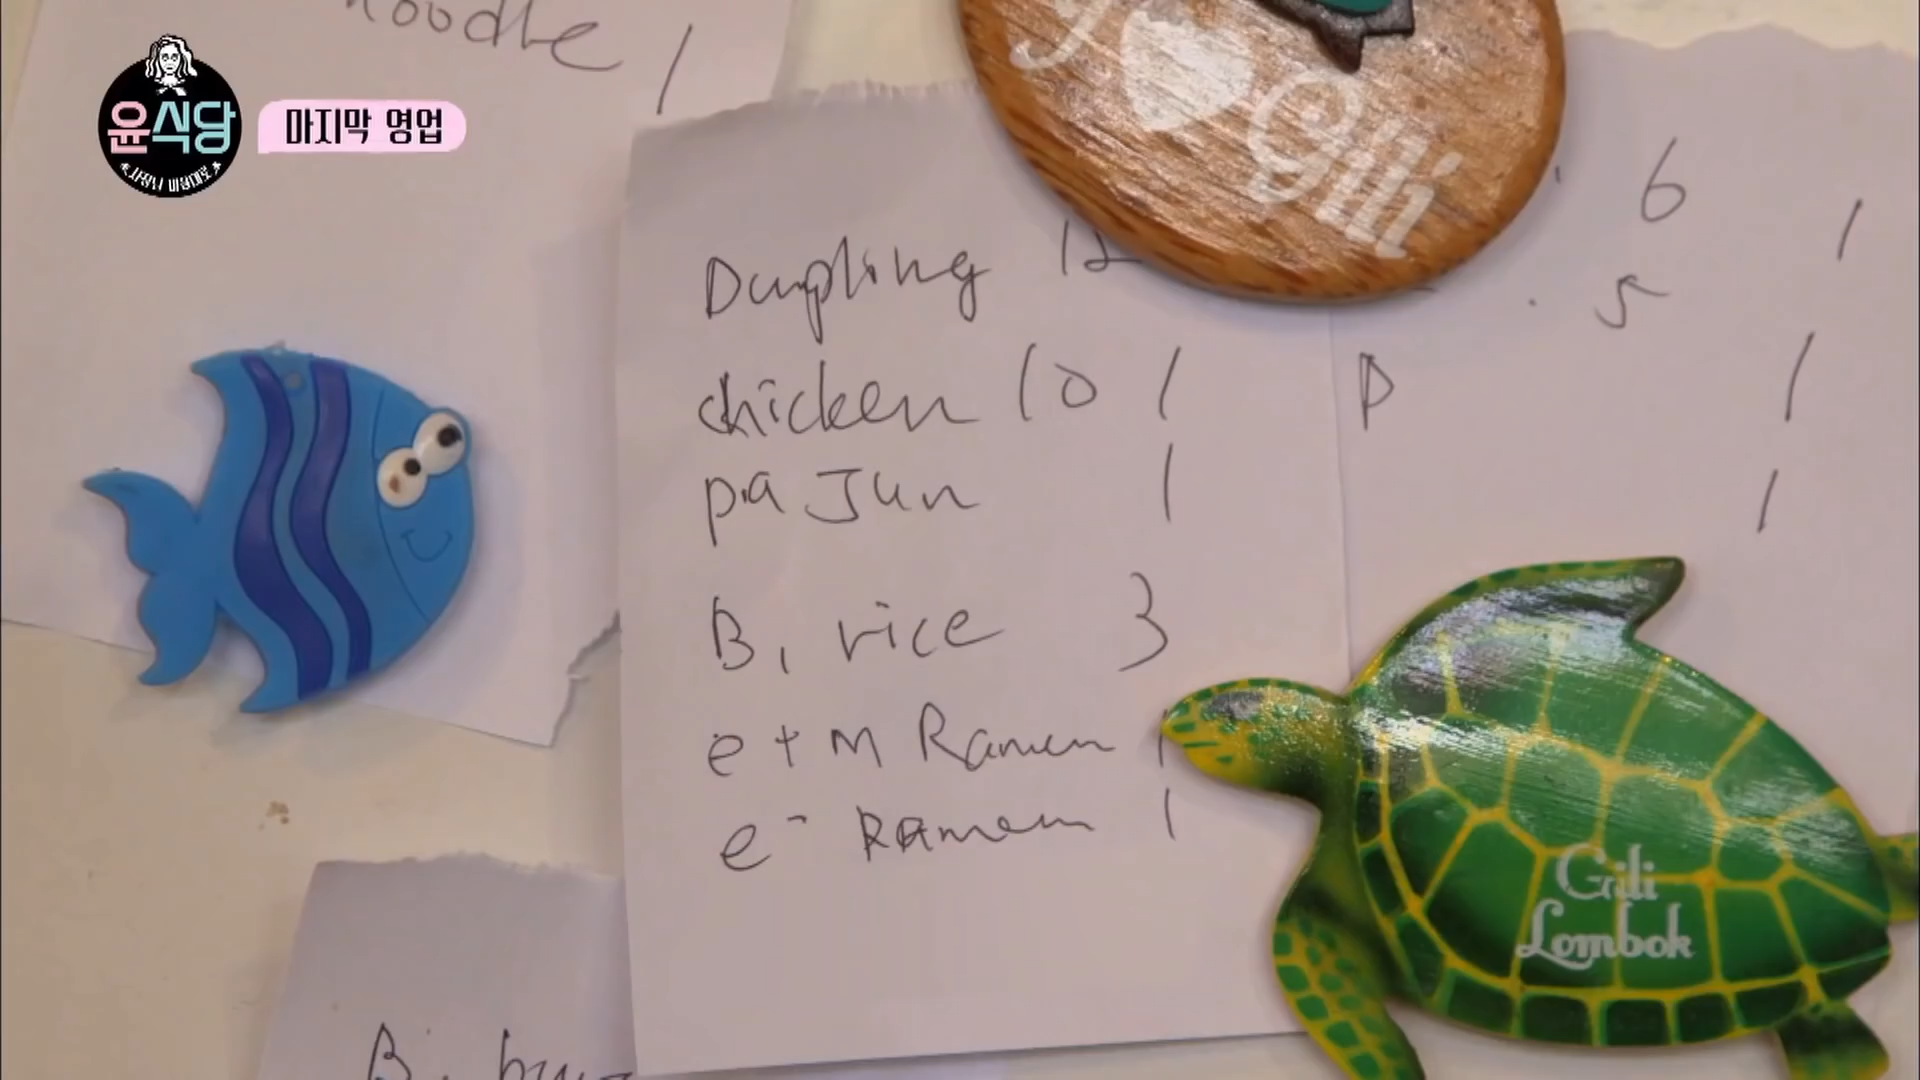 noodle 1
윤식당
마지막 영업
I Gili
6 1
5
Dumpling 12
chicken 10 1
P 1
pa Jun 1
1
B, rice 3
e + m Ramen 1
e - Ramen 1
Gili
Lombok
B,